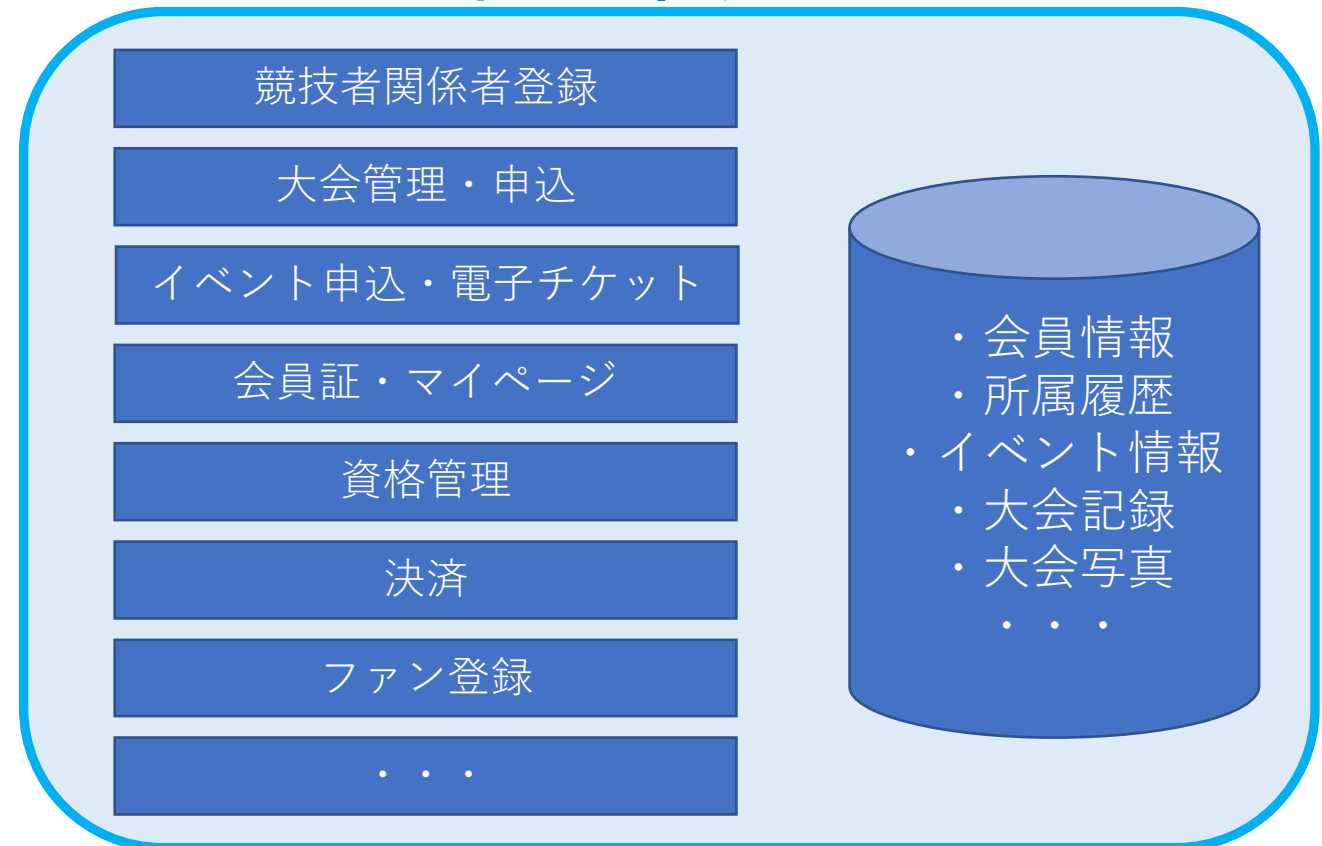 競技者関係者登録
大会管理・申込
イベント申込・電子チケット
会員証・マイページ
資格管理
決済
ファン登録
・・・
・会員情報
・所属履歴
・イベント情報
・大会記録
・大会写真
・・・